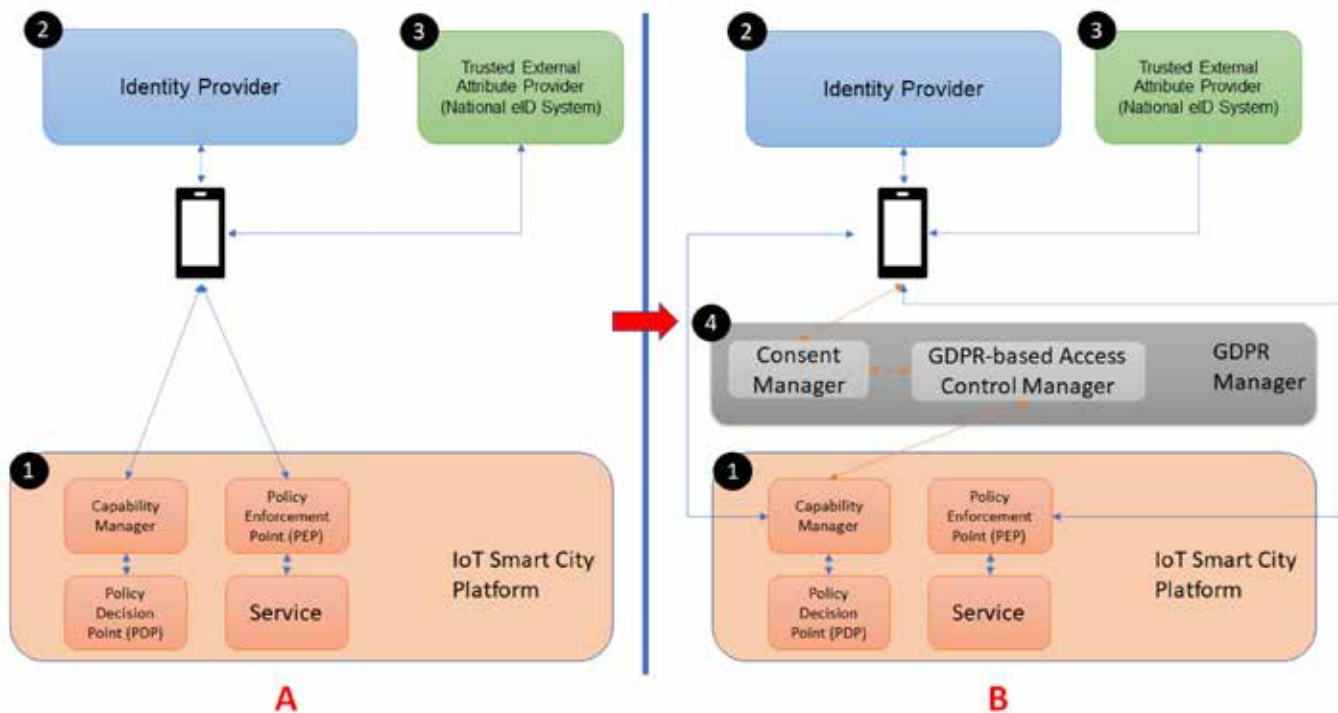 2
Identity Provider
3
Trusted External
Attribute Provider
(National eID System)
1
Capability
Manager
Policy
Enforcement
Point (PEP)
Policy
Decision
Point (PDP)
Service
IoT Smart City
Platform
A
2
Identity Provider
3
Trusted External
Attribute Provider
(National eID System)
4
Consent
Manager
GDPR-based Access
Control Manager
GDPR
Manager
1
Capability
Manager
Policy
Enforcement
Point (PEP)
Policy
Decision
Point (PDP)
Service
IoT Smart City
Platform
B